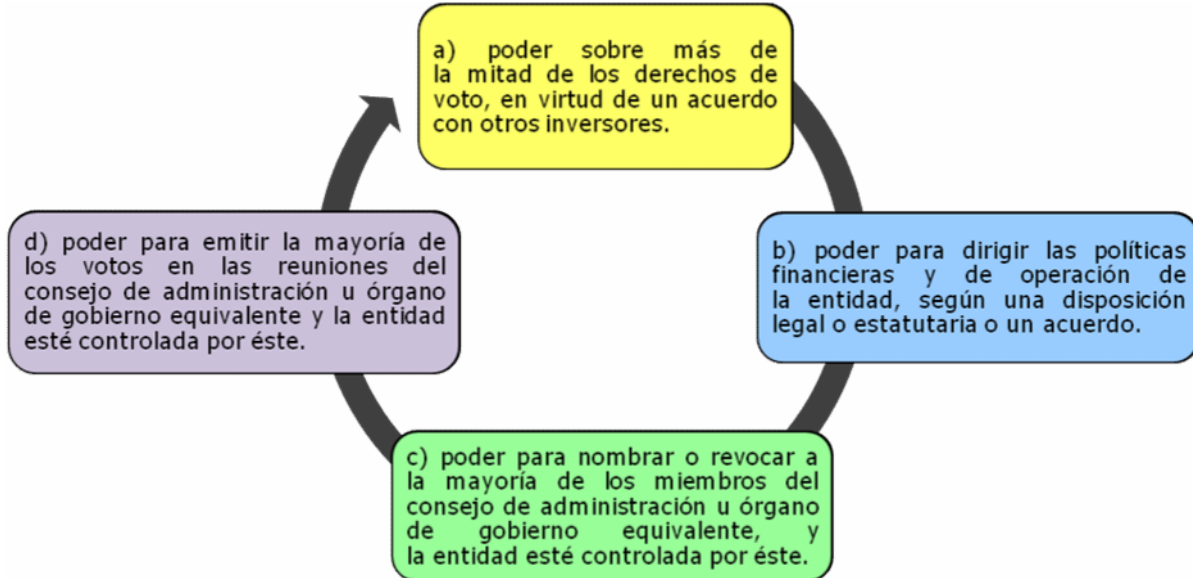 a) poder sobre más de
la mitad de los derechos de
voto, en virtud de un acuerdo
con otros inversores.
b) poder para dirigir las políticas
financieras y de operación de
la entidad, según una disposición
legal o estatutaria o un acuerdo.
c) poder para nombrar o revocar a
la mayoría de los miembros del
consejo de administración u órgano
de gobierno equivalente, y
la entidad esté controlada por éste.
d) poder para emitir la mayoría de
los votos en las reuniones del
consejo de administración u órgano
de gobierno equivalente y la entidad
esté controlada por éste.